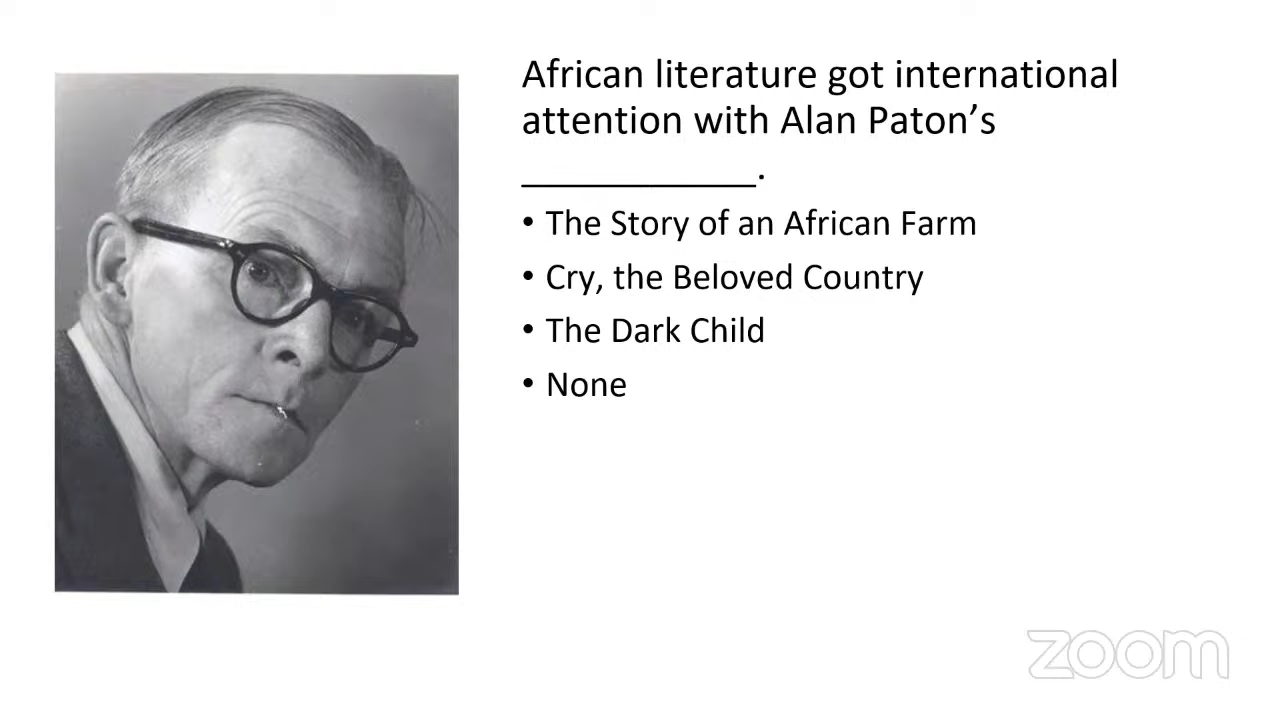 African literature got international
attention with Alan Paton’s
___________.
• The Story of an African Farm
• Cry, the Beloved Country
• The Dark Child
• None
zoom